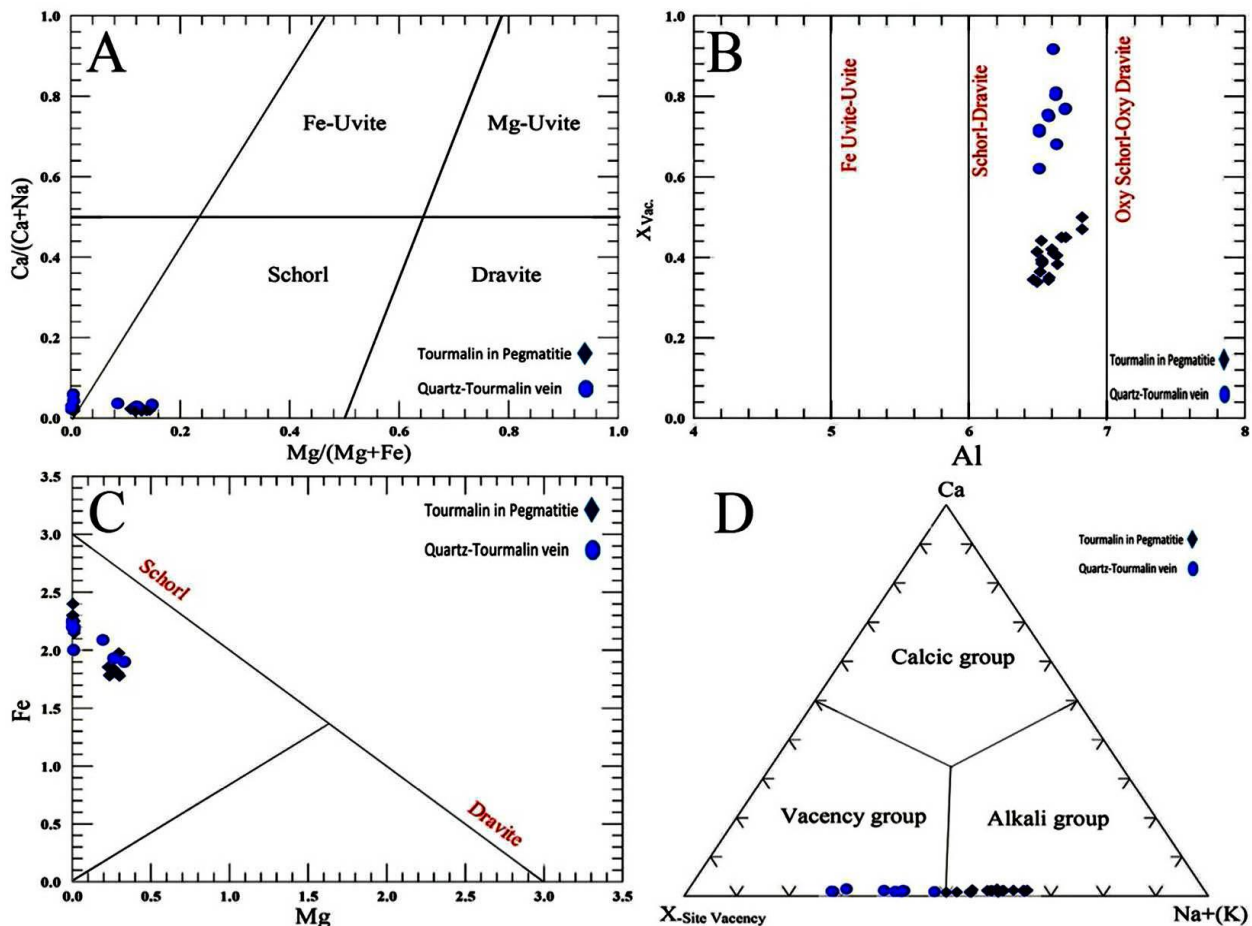 A
1.0
0.8
0.6
0.4
0.2
0.0
Ca/(Ca+Na)
Fe-Uvite
Mg-Uvite
Schorl
Dravite
Tourmalin in Pegmatitie
Quartz-Tourmalin vein
0.0 0.2 0.4 0.6 0.8 1.0
Mg/(Mg+Fe)
B
1.0
0.8
0.6
0.4
0.2
0.0
XVac.
Fe Uvite-Uvite
Schorl-Dravite
Oxy Schorl-Oxy Dravite
Tourmalin in Pegmatitie
Quartz-Tourmalin vein
4 5 6 7 8
Al
C
3.5
3.0
2.5
2.0
1.5
1.0
0.5
0.0
Fe
Schorl
Dravite
Tourmalin in Pegmatitie
Quartz-Tourmalin vein
0.0 0.5 1.0 1.5 2.0 2.5 3.0 3.5
Mg
D
Ca
Tourmalin in Pegmatitie
Quartz-Tourmalin vein
Calcic group
Vacency group
Alkali group
X-Site Vacency
Na+(K)